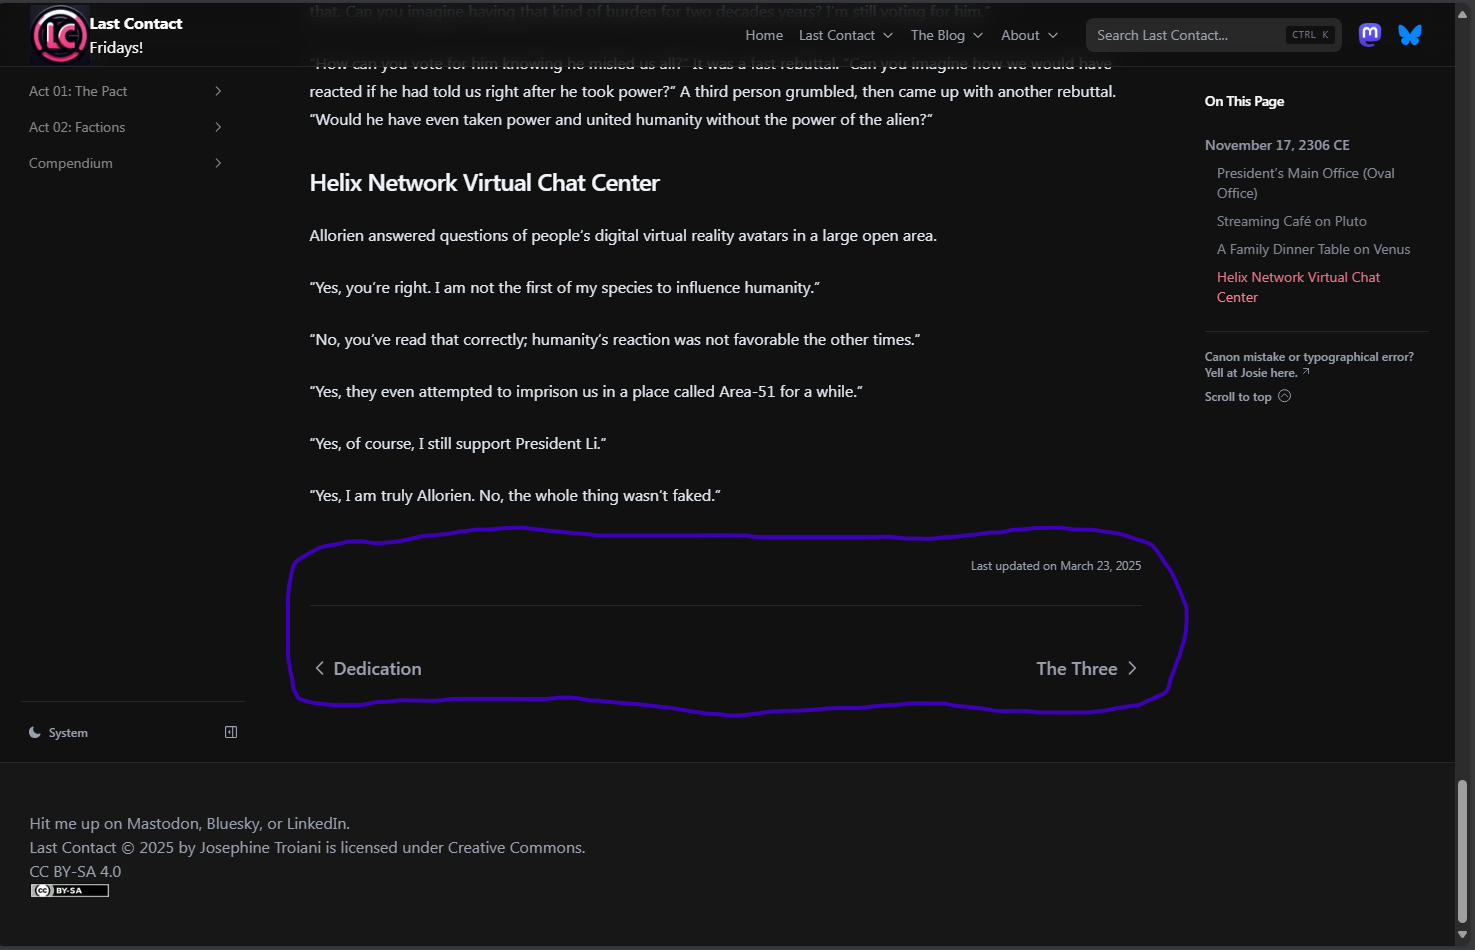 Last Contact
Fridays!
Home
Last Contact
The Blog
About
Search Last Contact...
CTRL K
Act 01: The Pact
Act 02: Factions
Compendium
that. Can you imagine having that kind of burden for two decades years? I'm still voting for him.”
“How can you vote for him knowing he misled us all?” It was a fast rebuttal. “Can you imagine how we would have
reacted if he had told us right after he took power?” A third person grumbled, then came up with another rebuttal.
“Would he have even taken power and united humanity without the power of the alien?”
Helix Network Virtual Chat Center
Allorien answered questions of people’s digital virtual reality avatars in a large open area.
“Yes, you’re right. I am not the first of my species to influence humanity.”
“No, you’ve read that correctly; humanity’s reaction was not favorable the other times.”
“Yes, they even attempted to imprison us in a place called Area-51 for a while.”
“Yes, of course, I still support President Li.”
“Yes, I am truly Allorien. No, the whole thing wasn’t faked.”
Last updated on March 23, 2025
Dedication
The Three
On This Page
November 17, 2306 CE
President’s Main Office (Oval
Office)
Streaming Café on Pluto
A Family Dinner Table on Venus
Helix Network Virtual Chat
Center
Canon mistake or typographical error?
Yell at Josie here.
Scroll to top
System
Hit me up on Mastodon, Bluesky, or LinkedIn.
Last Contact © 2025 by Josephine Troiani is licensed under Creative Commons.
CC BY-SA 4.0
cc BY-SA